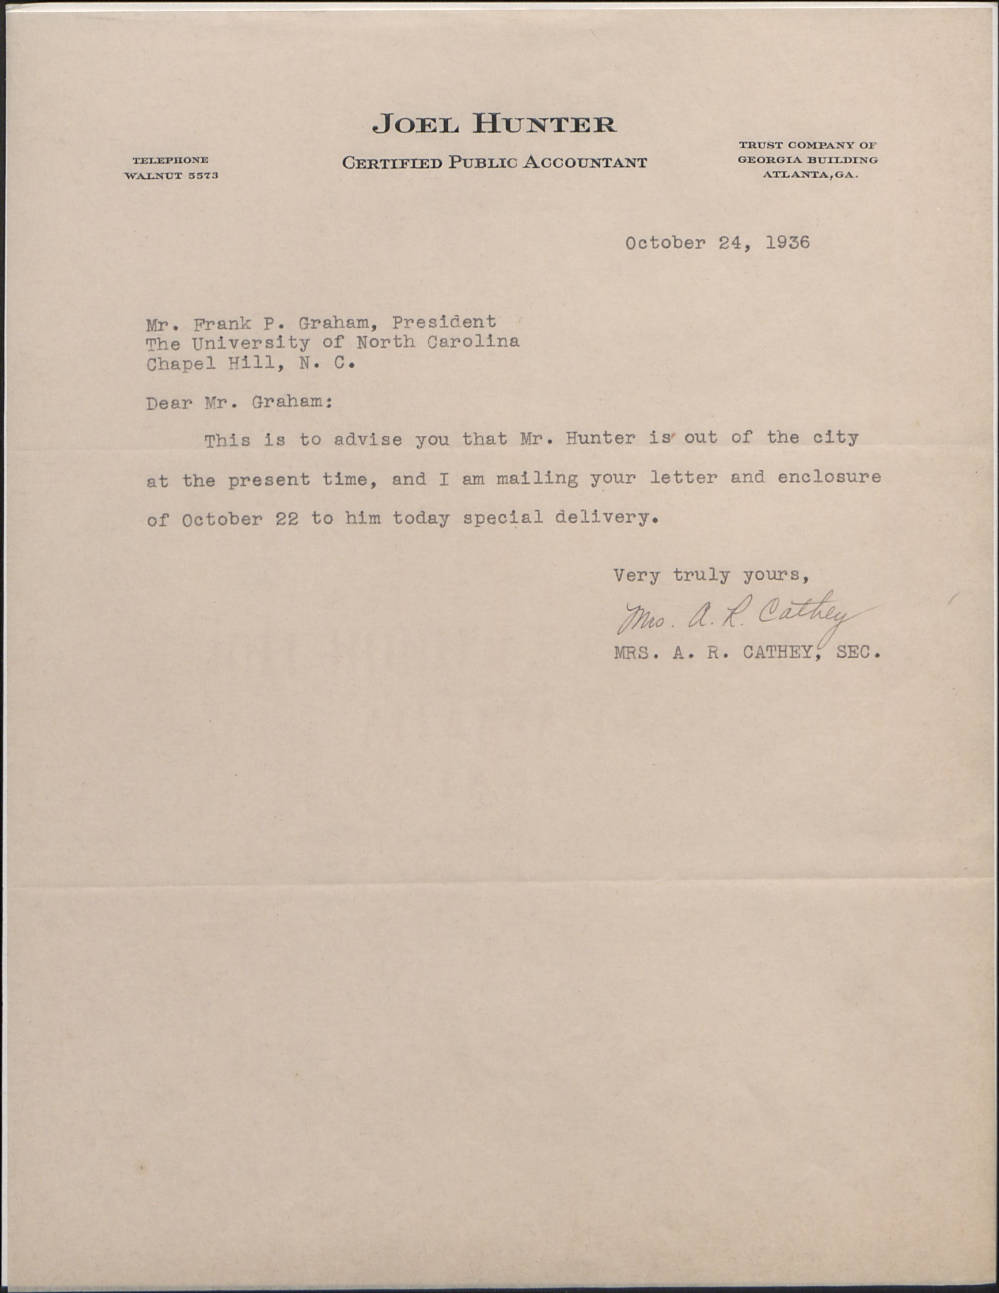 JOEL HUNTER
CERTIFIED PUBLIC ACCOUNTANT
TELEPHONE
WALNUT 5573
TRUST COMPANY OF
GEORGIA BUILDING
ATLANTA, GA.
October 24, 1936
Mr. Frank P. Graham, President
The University of North Carolina
Chapel Hill, N. C.
Dear Mr. Graham:
This is to advise you that Mr. Hunter is out of the city
at the present time, and I am mailing your letter and enclosure
of October 22 to him today special delivery.
Very truly yours,
Mrs. A. R. Cathey
MRS. A. R. CATHEY, SEC.